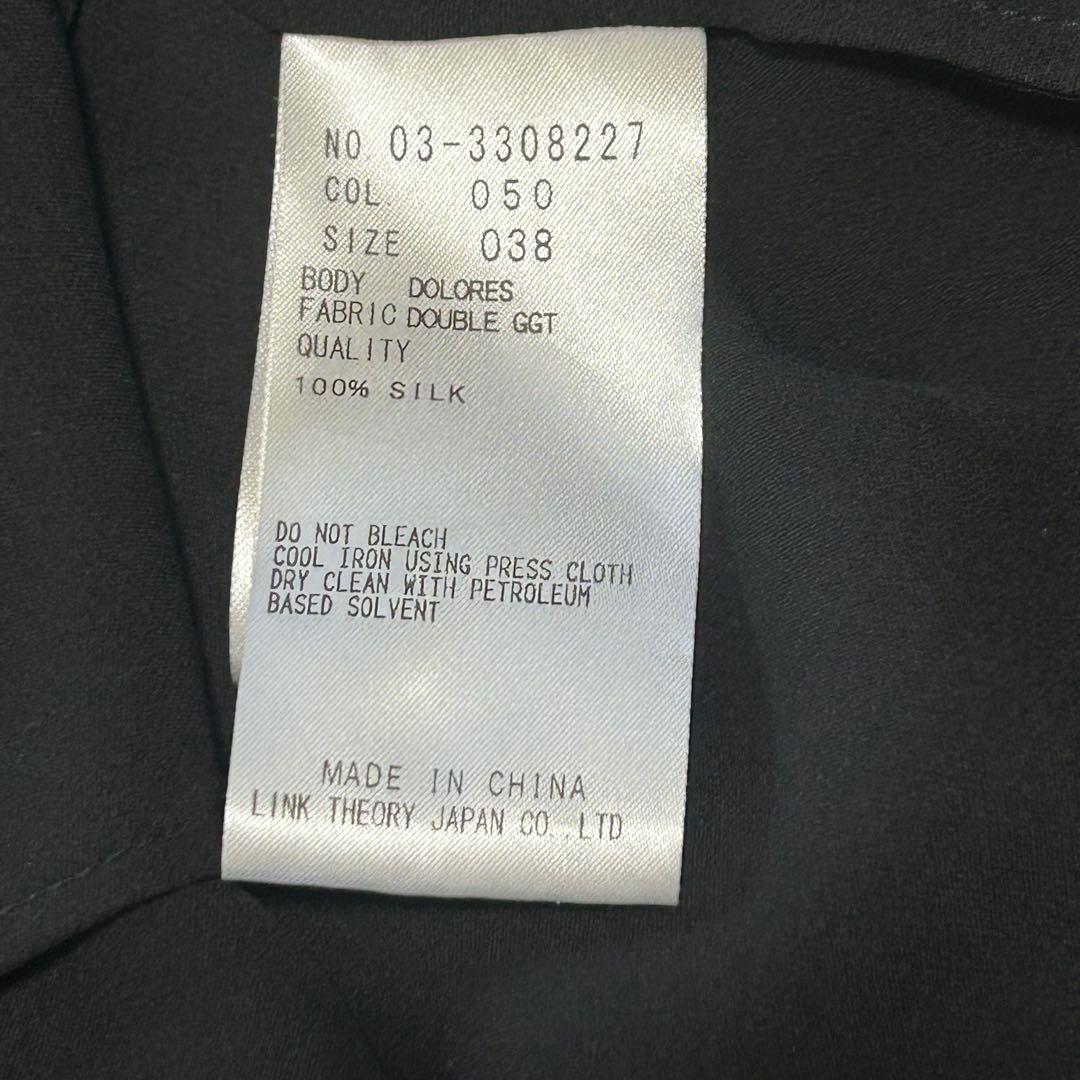 NO. 03-3308227
COL. 050
SIZE 038
BODY DOLORES
FABRIC DOUBLE GGT
QUALITY
100% SILK
DO NOT BLEACH
COOL IRON USING PRESS CLOTH
DRY CLEAN WITH PETROLEUM
BASED SOLVENT
MADE IN CHINA
LINK THEORY JAPAN CO.,LTD